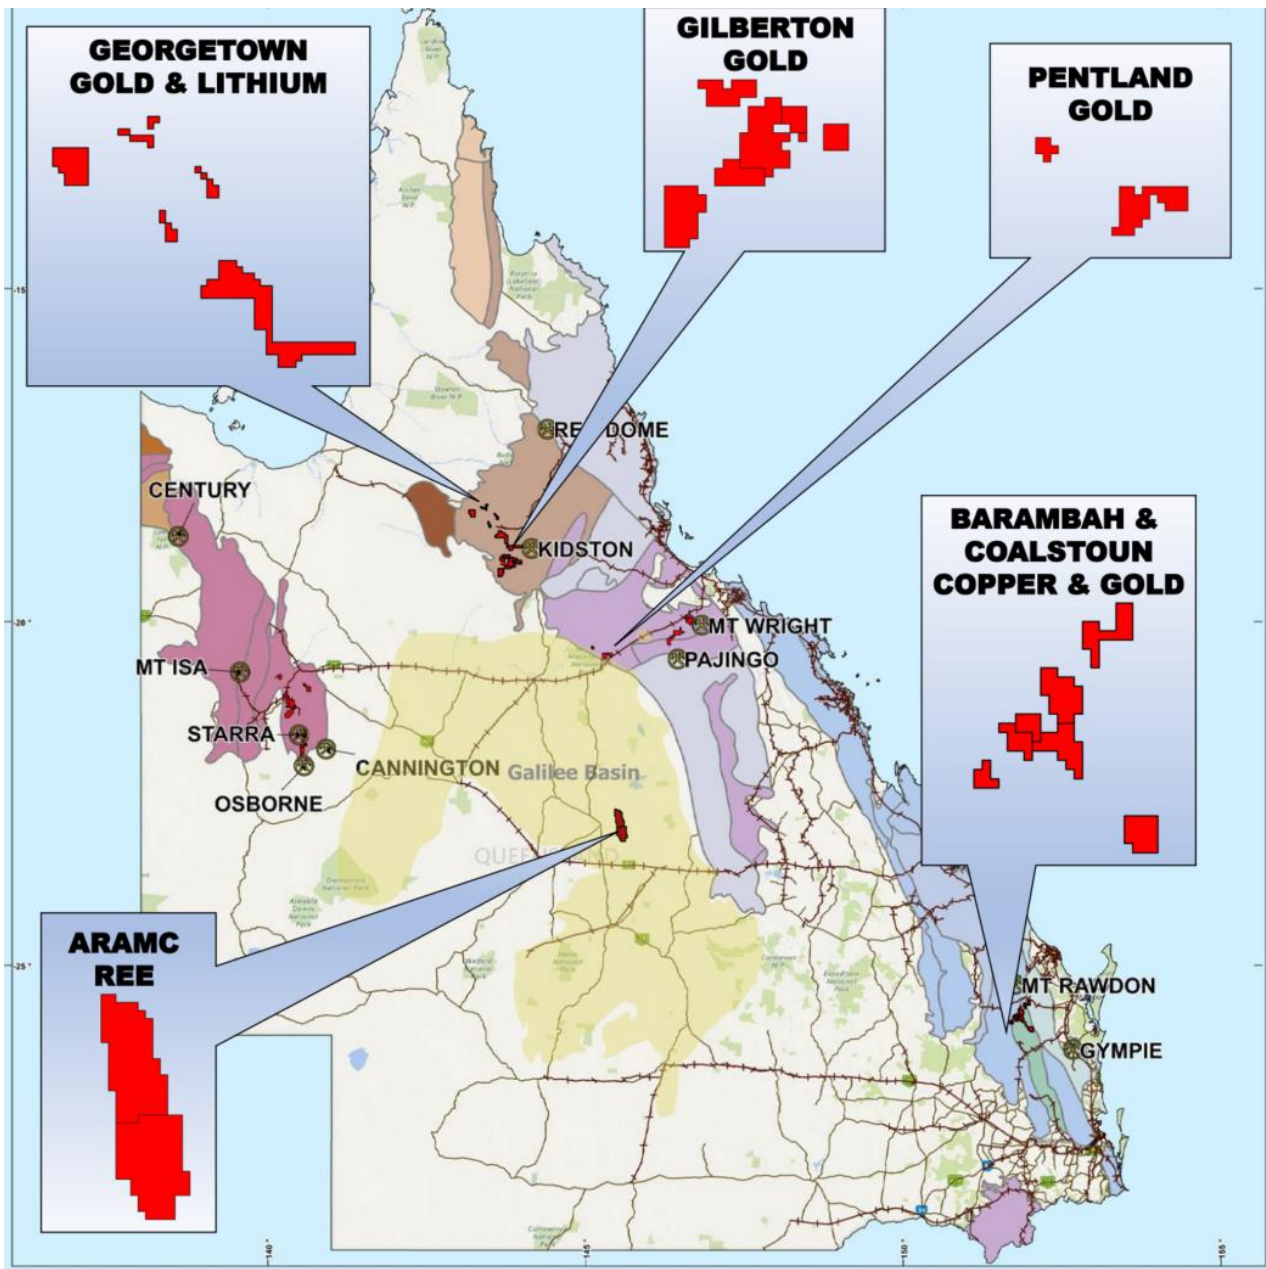 GEORGETOWN
GOLD & LITHIUM
GILBERTON
GOLD
PENTLAND
GOLD
-15
CENTURY
KIDSTON
BARAMBAH &
COALSTOUN
COPPER & GOLD
-20
MT WRIGHT
PAJINGO
MT ISA
STARRA
CANNINGTON
Galilee Basin
OSBORNE
ARAMC
REE
-25
MT RAWDON
GYMPIE
140°
145°
150°
155°